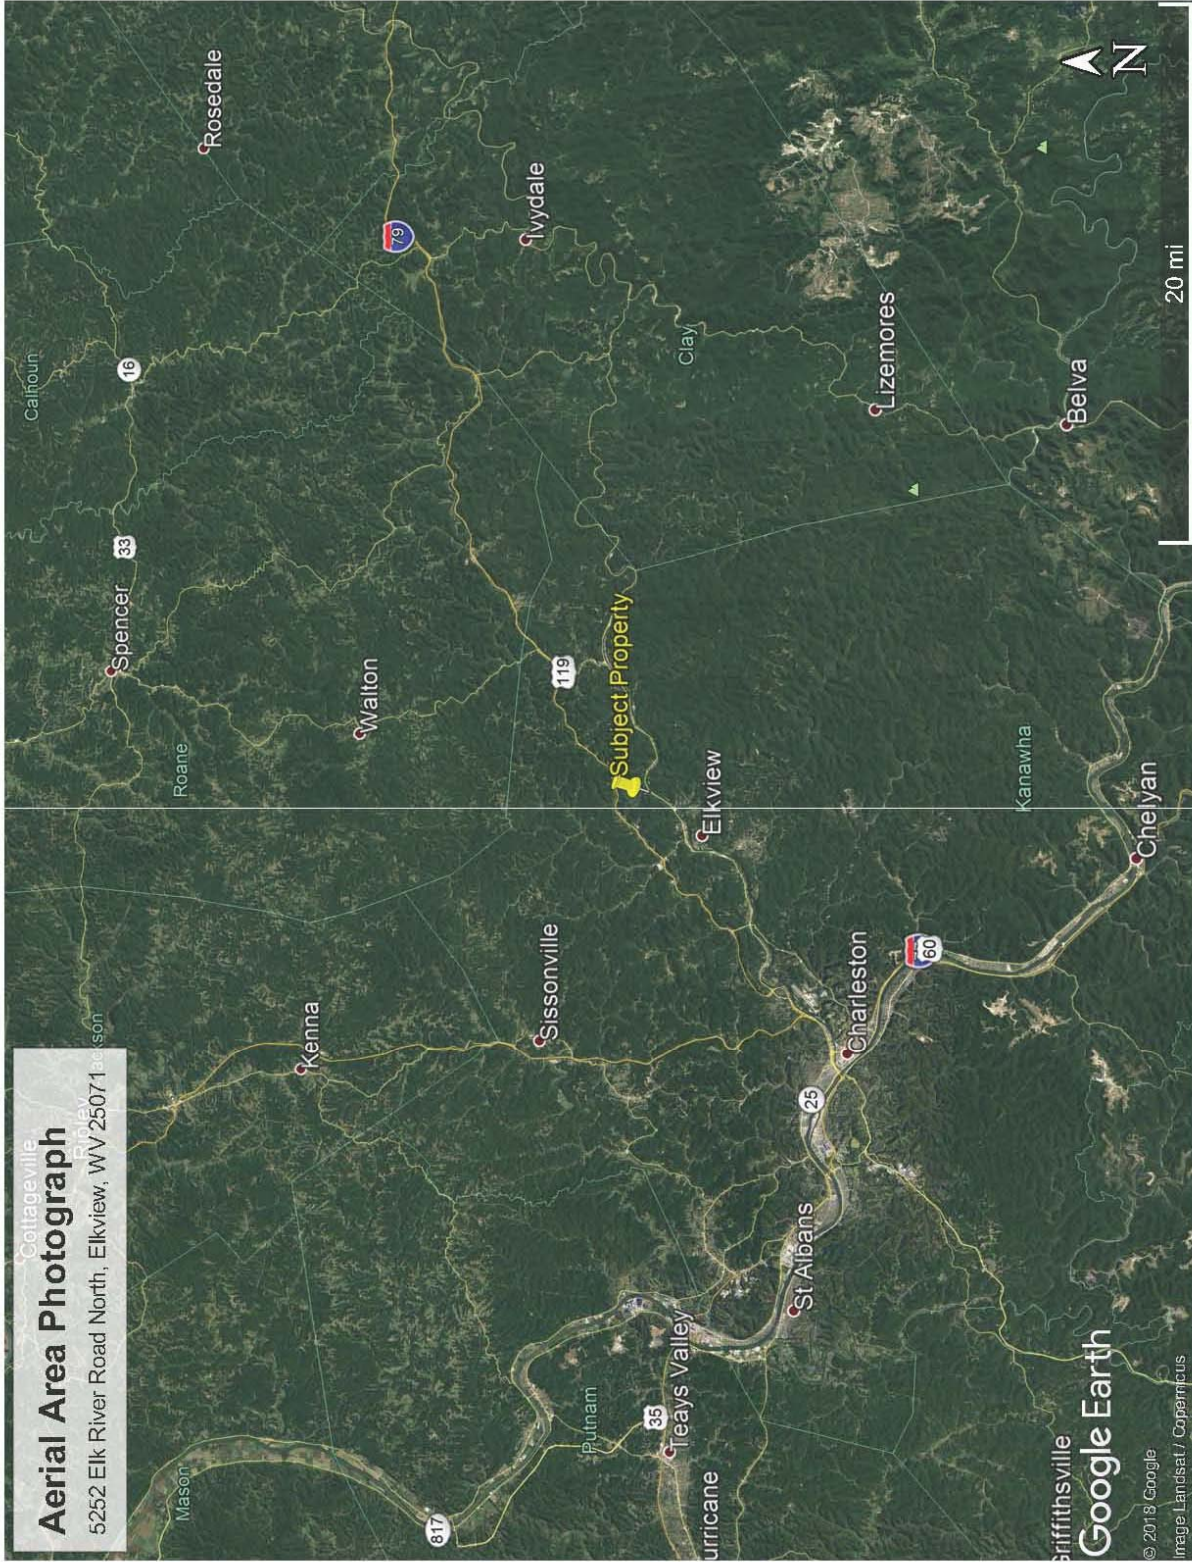 Aerial Area Photograph
5252 Elk River Road North, Elkview, WV 25071
Cottageville
Ripley
Mason
Calhoun
Roane
Spencer
33
16
Rosedale
Kenna
Walton
817
79
Sissonville
119
Ivydale
Subject Property
Putnam
35
Teays Valley
Elkview
Clay
St Albans
25
Charleston
60
Lizemores
Kanawha
Belva
Chelyan
N
20 mi
Google Earth
© 2018 Google
Image Landsat / Copernicus